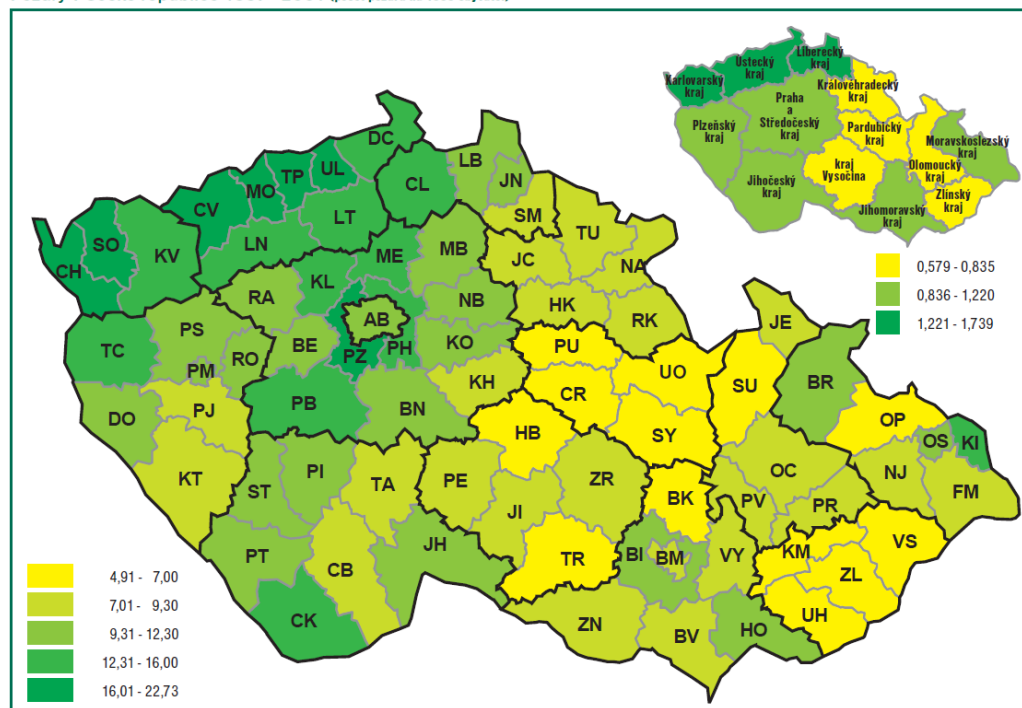 Ústecký
kraj
Liberecký
kraj
Karlovarský
kraj
Královéhradecký
kraj
Praha
a
Středočeský
kraj
Plzeňský
kraj
Pardubický
kraj
Moravskoslezský
kraj
Olomoucký
kraj
kraj
Vysočina
Jihočeský
kraj
Zlínský
kraj
Jihomoravský
kraj
0,579 - 0,835
0,836 - 1,220
1,221 - 1,739
DC
LB
JN
UL
TP
MO
CL
CV
LT
SM
TU
SO
CH
KV
LN
ME
MB
JC
NA
KL
RA
NB
HK
RK
AB
PS
RO
BE
PZ
PH
KO
PU
JE
TC
PM
UO
SU
BR
PJ
DO
PB
BN
KH
CR
OP
HB
SY
OS
KI
KT
ST
PI
TA
PE
ZR
OC
NJ
FM
JI
BK
PV
PR
PT
JH
BI
BM
VY
KM
VS
CB
TR
ZL
CK
UH
ZN
BV
HO
4,91 - 7,00
7,01 - 9,30
9,31 - 12,30
12,31 - 16,00
16,01 - 22,73